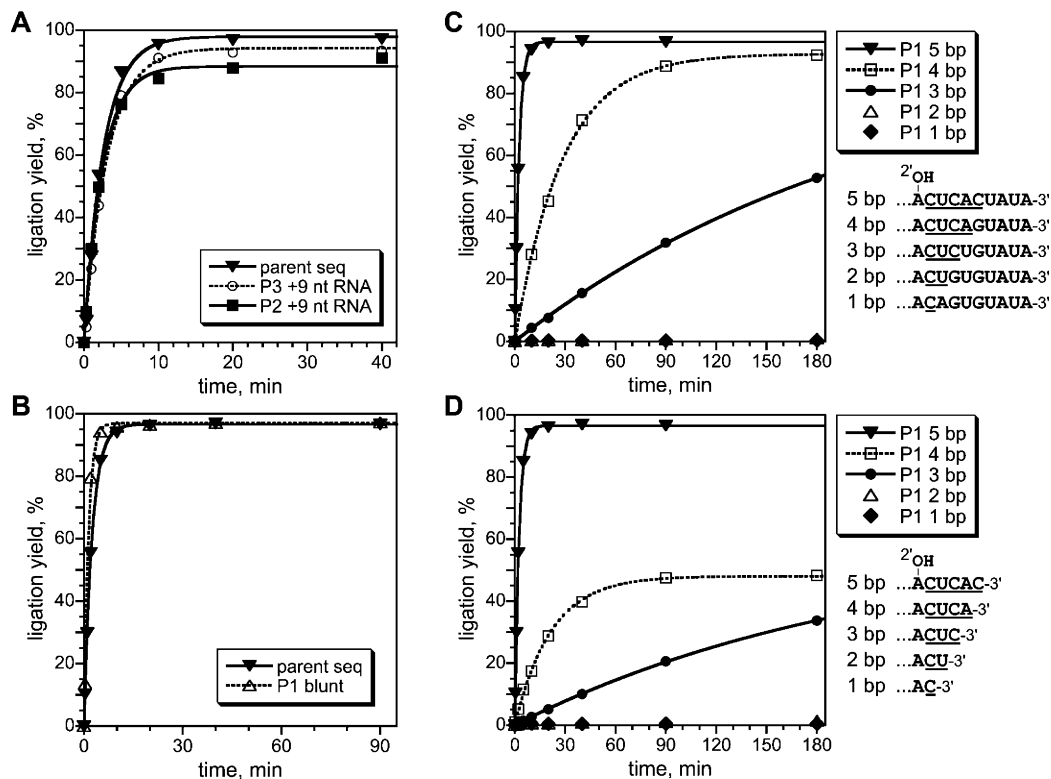 A
ligation yield, %
100
80
60
40
20
0
parent seq
P3 +9 nt RNA
P2 +9 nt RNA
0 10 20 30 40
time, min
B
ligation yield, %
100
80
60
40
20
0
parent seq
P1 blunt
0 30 60 90
time, min
C
ligation yield, %
100
80
60
40
20
0
0 30 60 90 120 150 180
time, min
P1 5 bp
P1 4 bp
P1 3 bp
P1 2 bp
P1 1 bp
2'
OH
5 bp ...ACUCACUAUA-3'
4 bp ...ACUCAGUAUA-3'
3 bp ...ACUCUGUAUA-3'
2 bp ...ACUGUGUAUA-3'
1 bp ...ACAGUGUAUA-3'
D
ligation yield, %
100
80
60
40
20
0
0 30 60 90 120 150 180
time, min
P1 5 bp
P1 4 bp
P1 3 bp
P1 2 bp
P1 1 bp
2'
OH
5 bp ...ACUCAC-3'
4 bp ...ACUCA-3'
3 bp ...ACUC-3'
2 bp ...ACU-3'
1 bp ...AC-3'